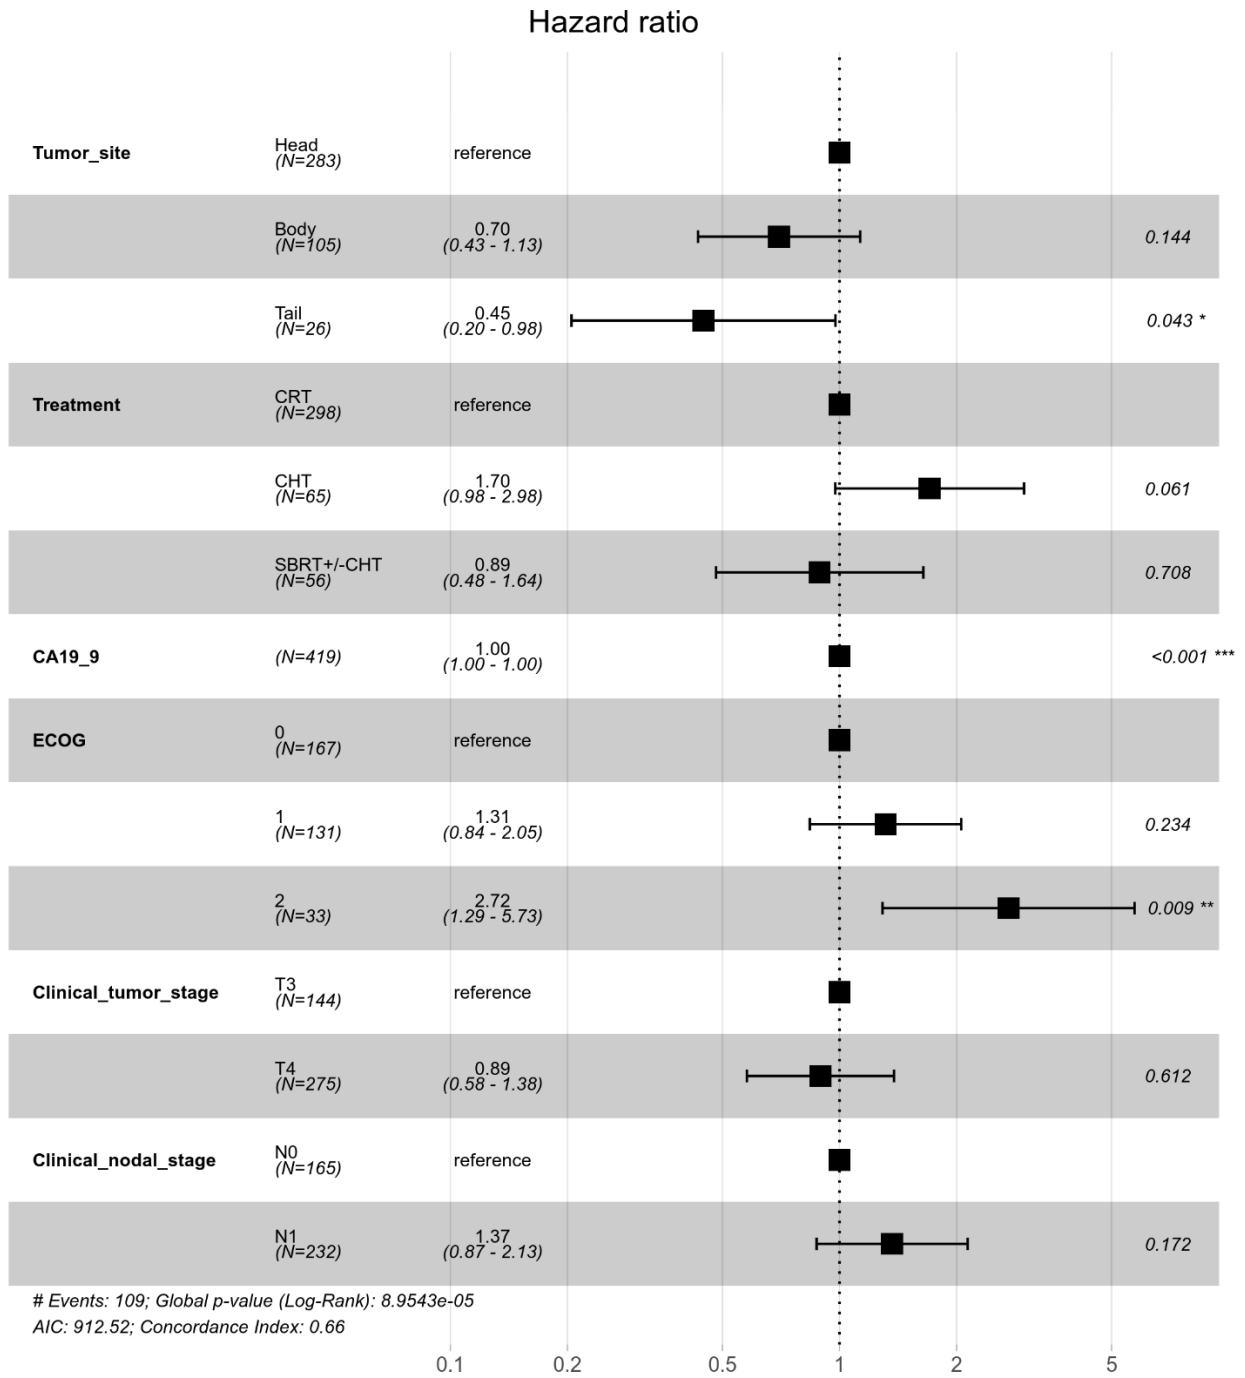 Hazard ratio
Tumor_site
Head
(N=283)
reference
Body
(N=105)
0.70
(0.43 - 1.13)
0.144
Tail
(N=26)
0.45
(0.20 - 0.98)
0.043 *
Treatment
CRT
(N=298)
reference
CHT
(N=65)
1.70
(0.98 - 2.98)
0.061
SBRT+/-CHT
(N=56)
0.89
(0.48 - 1.64)
0.708
CA19_9
(N=419)
1.00
(1.00 - 1.00)
<0.001 ***
ECOG
0
(N=167)
reference
1
(N=131)
1.31
(0.84 - 2.05)
0.234
2
(N=33)
2.72
(1.29 - 5.73)
0.009 **
Clinical_tumor_stage
T3
(N=144)
reference
T4
(N=275)
0.89
(0.58 - 1.38)
0.612
Clinical_nodal_stage
N0
(N=165)
reference
N1
(N=232)
1.37
(0.87 - 2.13)
0.172
# Events: 109; Global p-value (Log-Rank): 8.9543e-05
AIC: 912.52; Concordance Index: 0.66
0.1 0.2 0.5 1 2 5